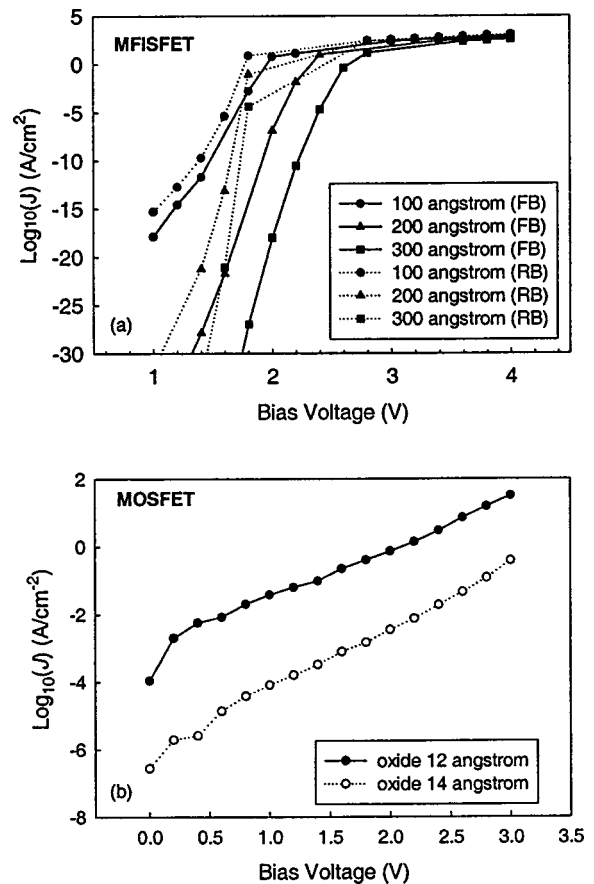 MFISFET
5
0
-5
-10
-15
-20
-25
-30
Log10(J) (A/cm2)
100 angstrom (FB)
200 angstrom (FB)
300 angstrom (FB)
100 angstrom (RB)
200 angstrom (RB)
300 angstrom (RB)
(a)
1 2 3 4
Bias Voltage (V)
MOSFET
2
0
-2
-4
-6
-8
Log10(J) (A/cm-2)
oxide 12 angstrom
oxide 14 angstrom
(b)
0.0 0.5 1.0 1.5 2.0 2.5 3.0 3.5
Bias Voltage (V)